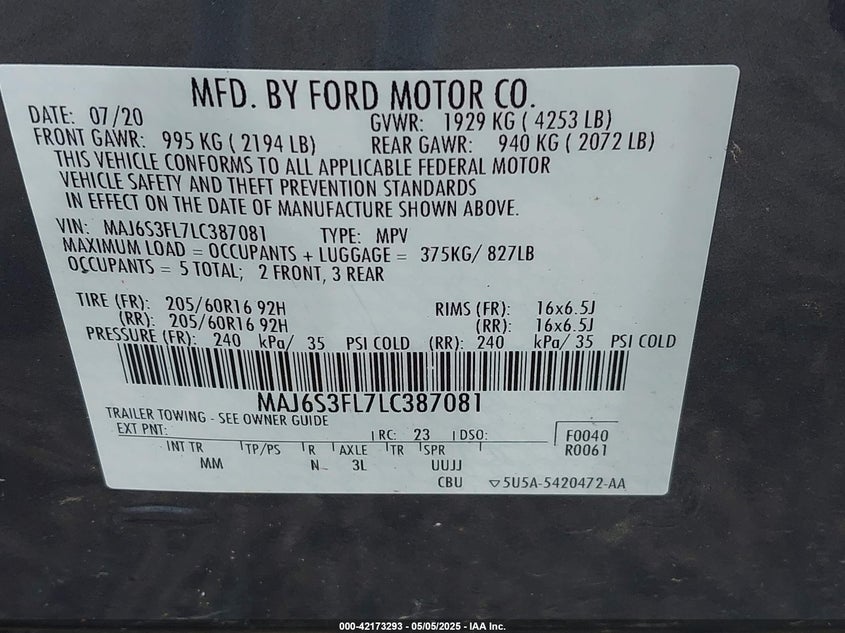 MFD. BY FORD MOTOR CO.
DATE: 07/20 GVWR: 1929 KG ( 4253 LB)
FRONT GAWR: 995 KG ( 2194 LB) REAR GAWR: 940 KG ( 2072 LB)
THIS VEHICLE CONFORMS TO ALL APPLICABLE FEDERAL MOTOR
VEHICLE SAFETY AND THEFT PREVENTION STANDARDS
IN EFFECT ON THE DATE OF MANUFACTURE SHOWN ABOVE.
VIN: MAJ6S3FL7LC387081 TYPE: MPV
MAXIMUM LOAD = OCCUPANTS + LUGGAGE = 375KG/ 827LB
OCCUPANTS = 5 TOTAL; 2 FRONT, 3 REAR
TIRE (FR): 205/60R16 92H RIMS (FR): 16x6.5J
(RR): 205/60R16 92H (RR): 16x6.5J
PRESSURE (FR): 240 kPa/ 35 PSI COLD (RR): 240 kPa/ 35 PSI COLD
MAJ6S3FL7LC387081
TRAILER TOWING - SEE OWNER GUIDE
EXT PNT: RC: 23 DSO: F0040
INT TR TP/PS R AXLE TR SPR R0061
MM N 3L UUJJ
CBU 5U5A-5420472-AA
000-42173293 - 05/05/2025 - IAA Inc.